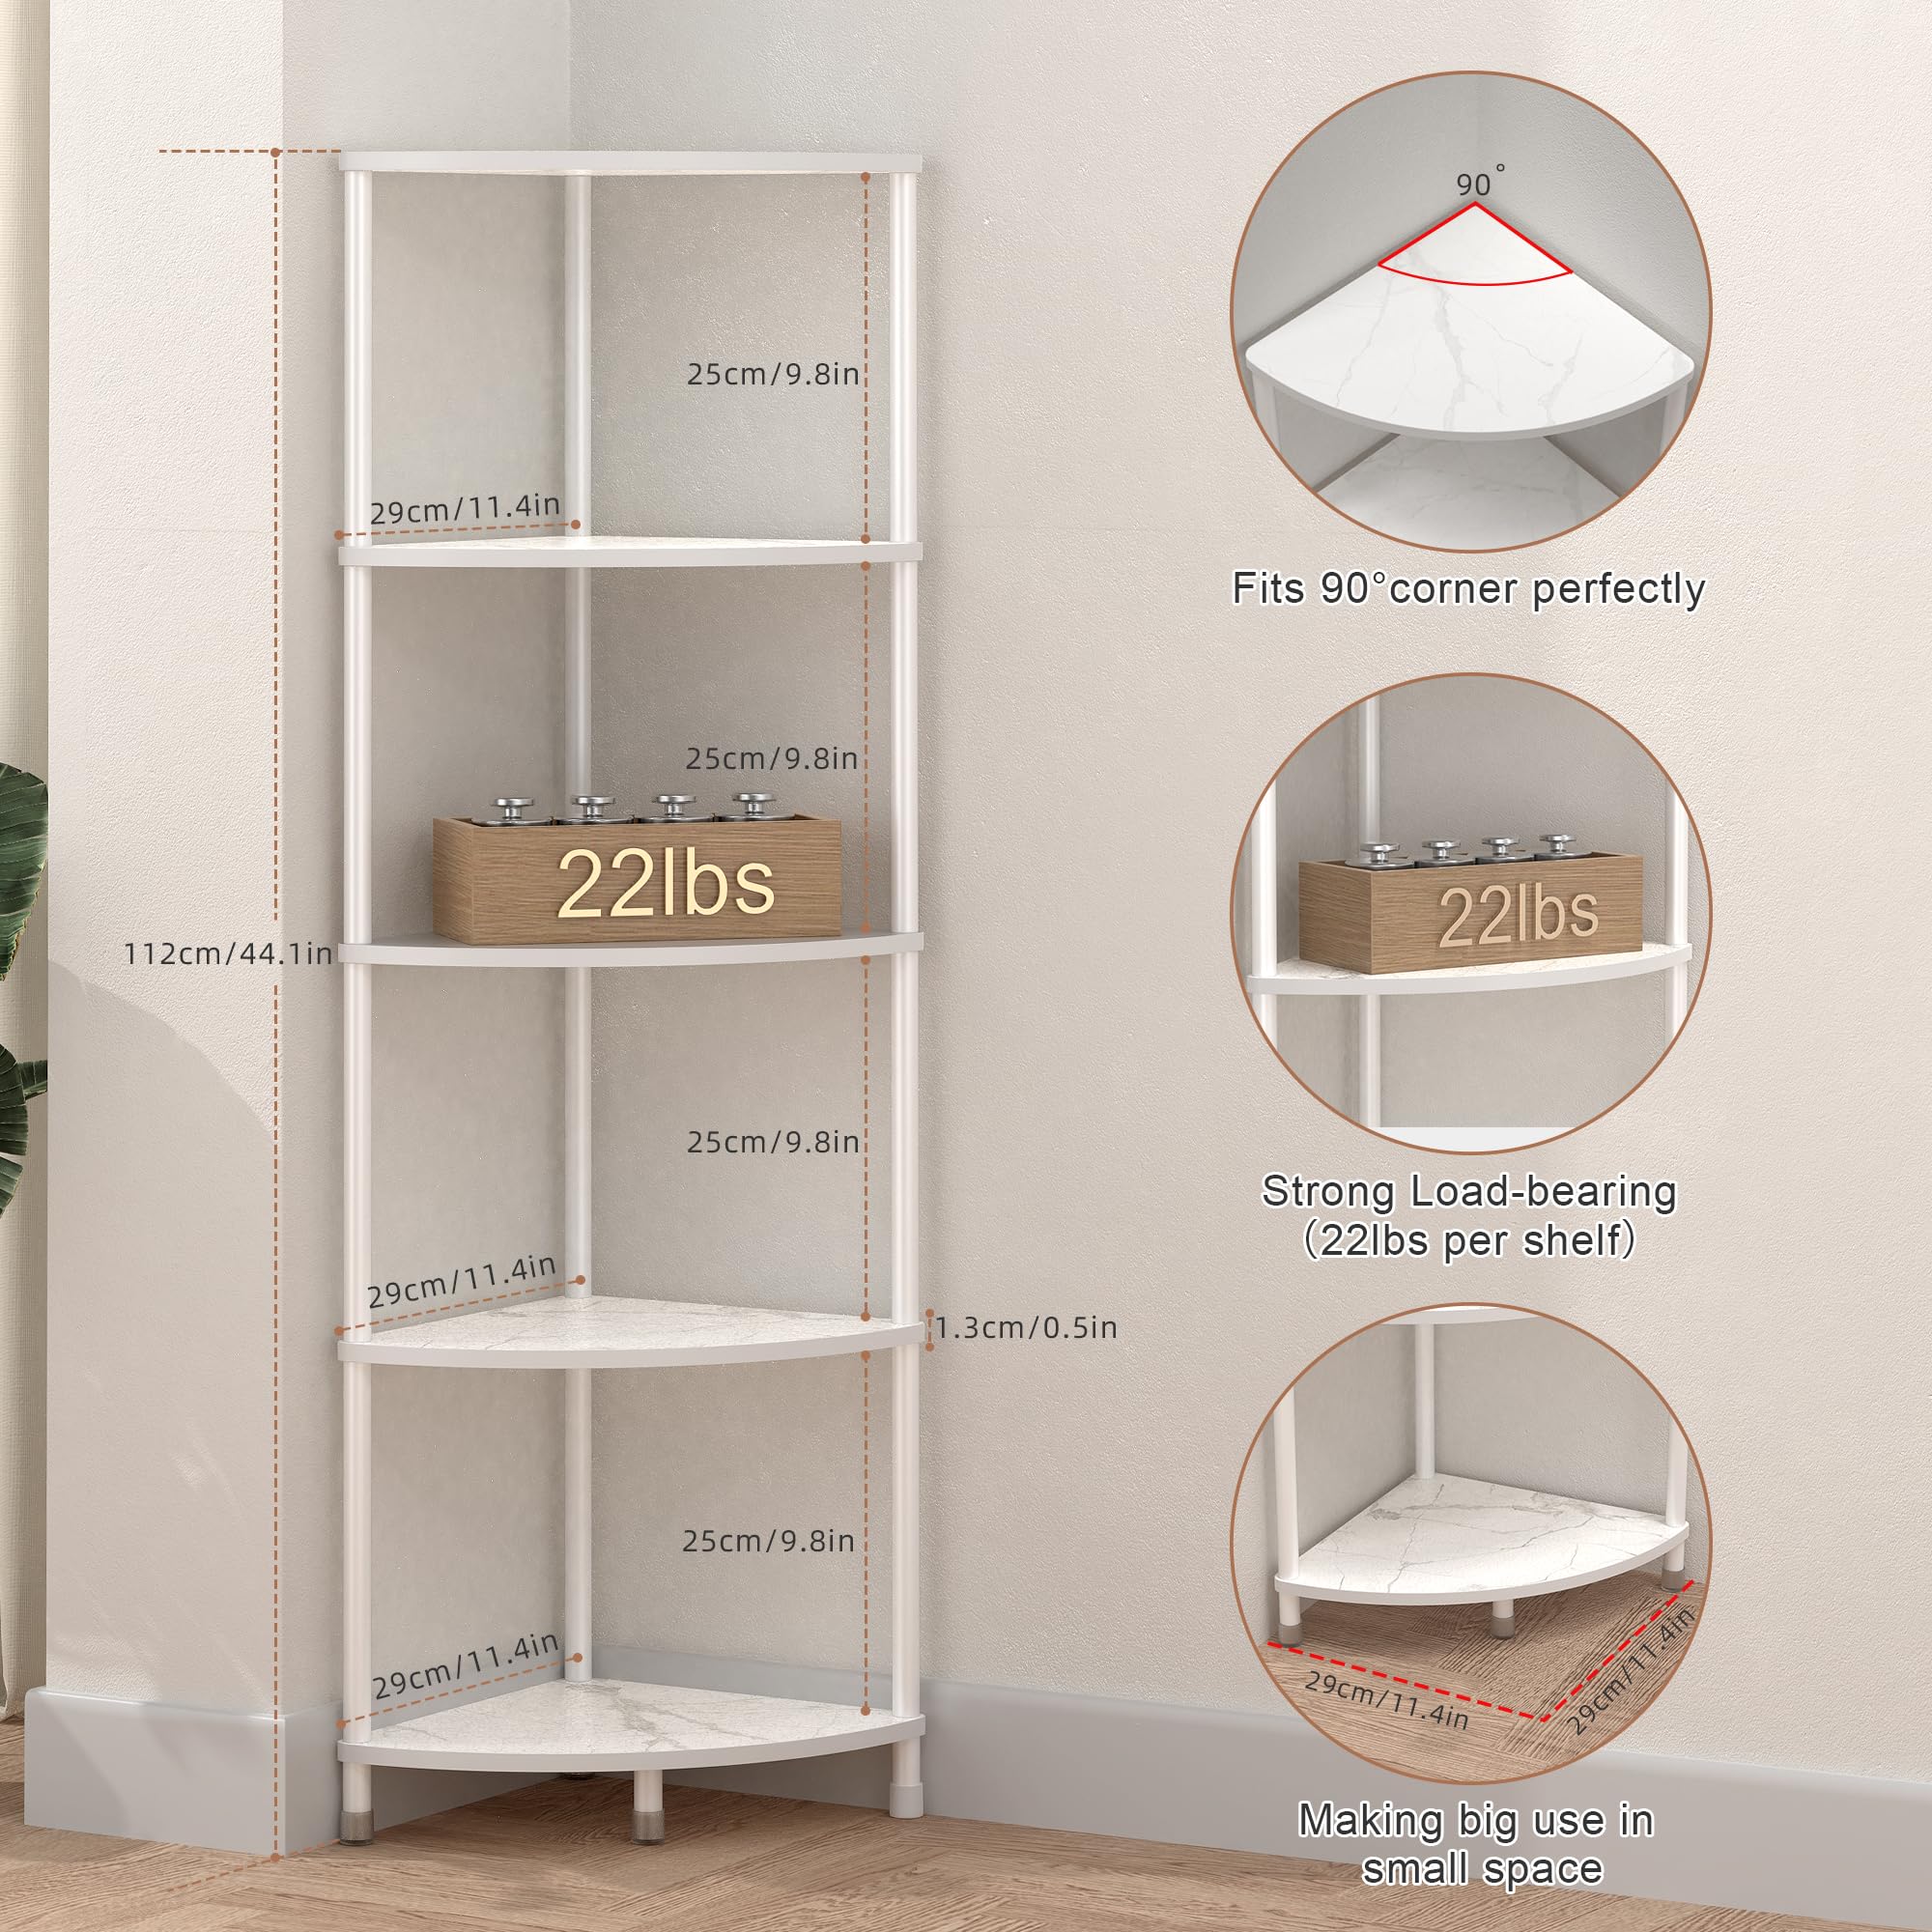 25cm/9.8in
29cm/11.4in
25cm/9.8in
22lbs
112cm/44.1in
25cm/9.8in
29cm/11.4in
1.3cm/0.5in
25cm/9.8in
29cm/11.4in
90°
Fits 90°corner perfectly
22lbs
Strong Load-bearing
（22lbs per shelf）
29cm/11.4in
29cm/11.4in
Making big use in
small space